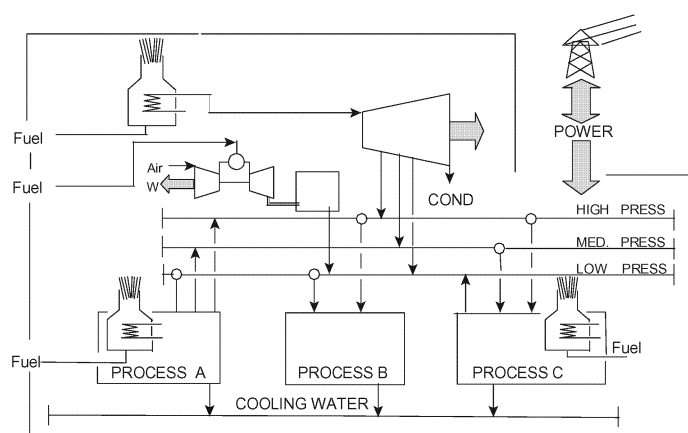 Fuel
POWER
Air
Fuel
W
COND
HIGH PRESS
MED. PRESS
LOW PRESS
Fuel
PROCESS A
PROCESS B
PROCESS C
Fuel
COOLING WATER